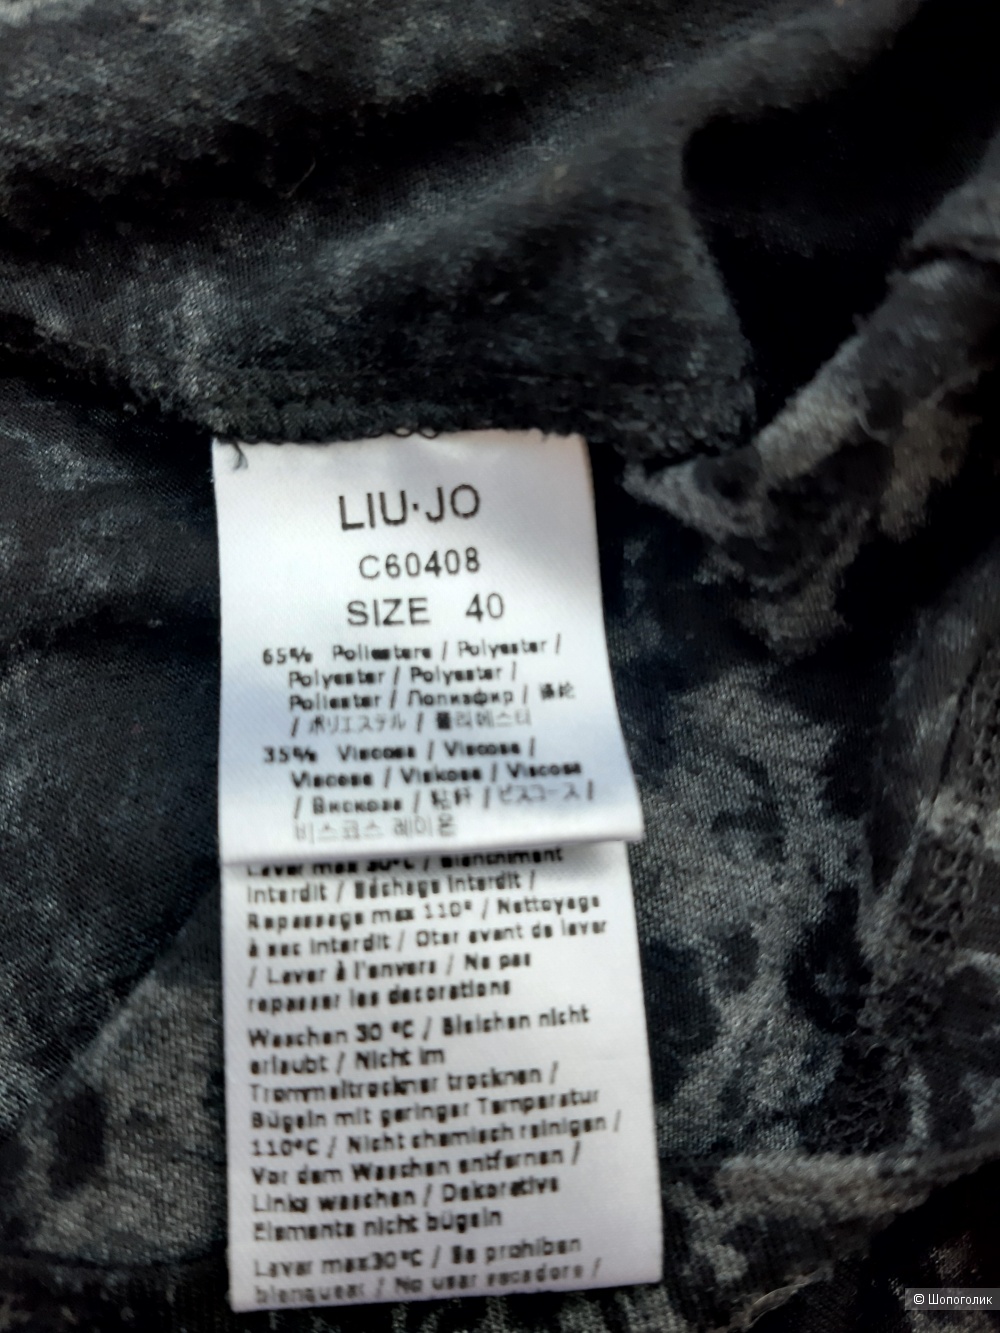 LIU·JO
C60408
SIZE 40
65% Poliestere / Polyester /
Polyester / Polyester /
Poliester / Полиэфир /
/ ポリエステル / 폴리에스터
35% Viscosa / Viscose /
Viscose / Viskose / Viscosa
/ Вискоза / 粘纤 / ビスコース /
비스코스 레이온
Laver max 30°C / Blanchiment
interdit / Séchage interdit /
Repassage max 110° / Nettoyage
à sec interdit / Oter avant de laver
/ Laver à l'envers / Ne pas
repasser les decorations
Waschen 30 °C / Bleichen nicht
erlaubt / Nicht im
Trommeltrockner trocknen /
Bügeln mit geringer Temperatur
110°C / Nicht chemisch reinigen /
Vor dem Waschen entfernen /
Links waschen / Dekorative
Elemente nicht bügeln
Lavar max30°C / Se prohiben
blanquear / No usar secadora /
© Шопоголик